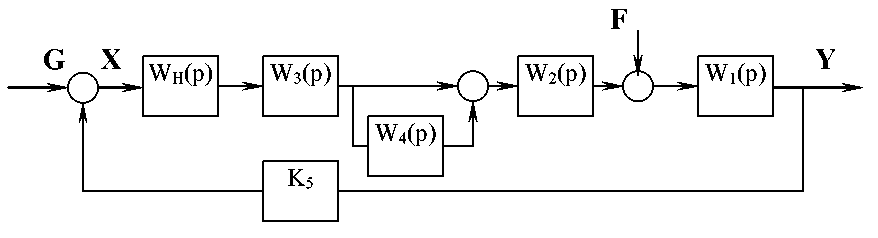 F
G X Y
W_H(p) W_3(p) W_2(p) W_1(p)
W_4(p)
K_5